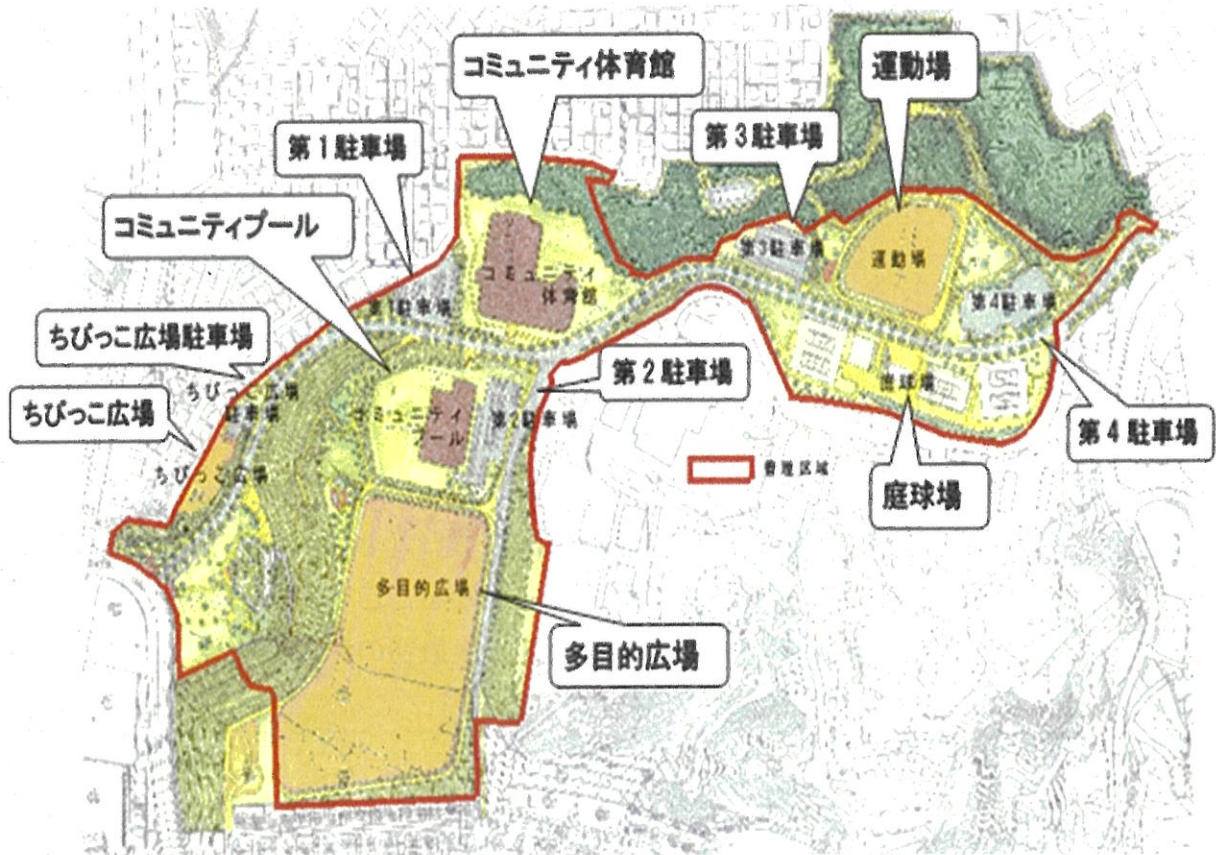 コミュニティ体育館
運動場
第1駐車場
第3駐車場
コミュニティプール
第3駐車場
運動場
コミュニティ
体育館
第4駐車場
第1駐車場
ちびっこ広場駐車場
第2駐車場
ちびっこ広場
駐車場
ちびっこ広場
コミュニティ
プール
第2駐車場
庭球場
第4駐車場
ちびっこ広場
管理区域
庭球場
多目的広場
多目的広場